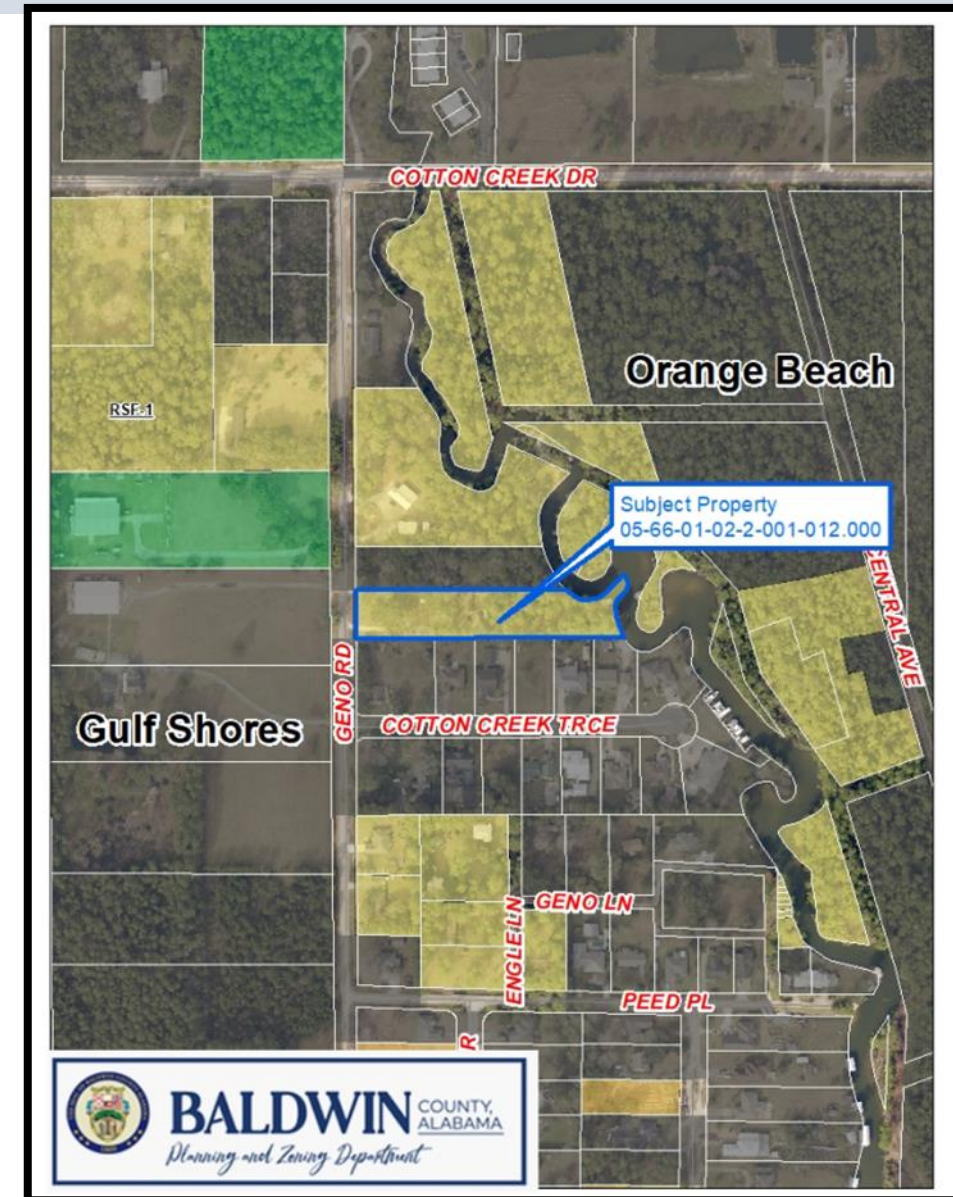 COTTON CREEK DR
Orange Beach
RSF-1
Subject Property
05-66-01-02-2-001-012.000
CENTRAL AVE
GENO RD
Gulf Shores
COTTON CREEK TRCE
GENO LN
ENGLE LN
PEED PL
R
BALDWIN COUNTY, ALABAMA
Planning and Zoning Department